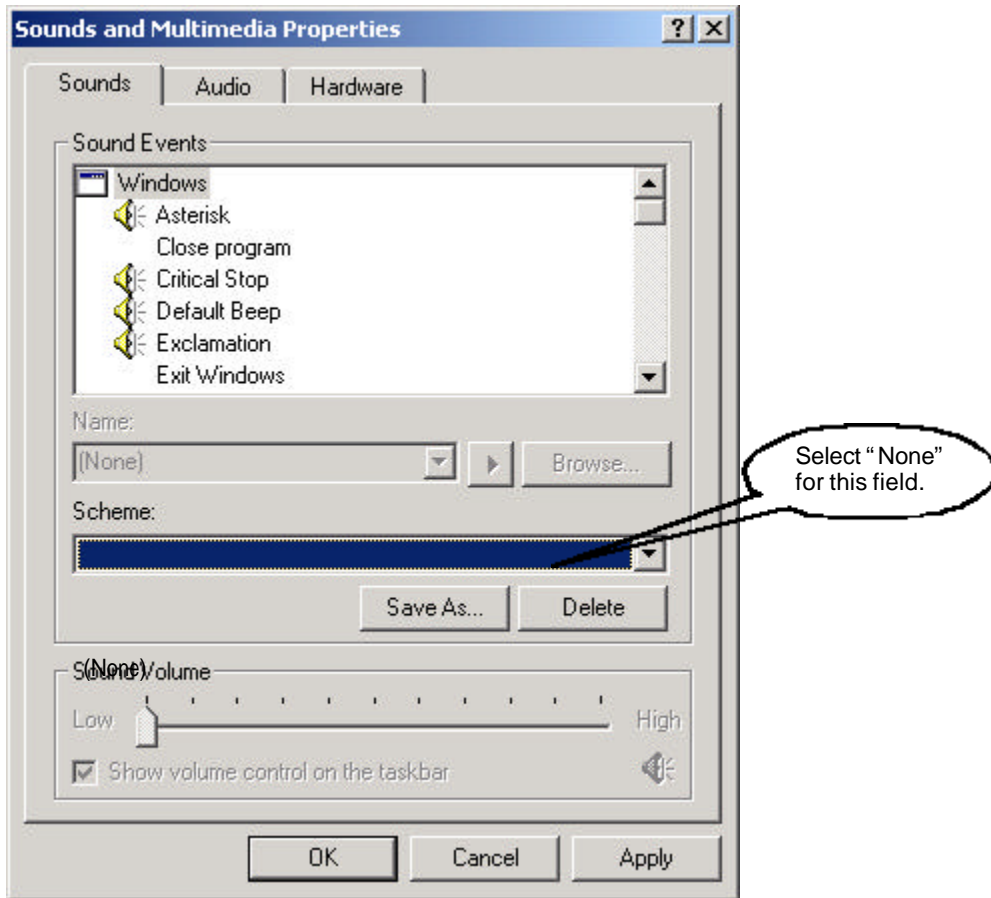 Sounds and Multimedia Properties
Sounds
Audio
Hardware
Sound Events
Windows
Asterisk
Close program
Critical Stop
Default Beep
Exclamation
Exit Windows
Name:
(None)
Browse...
Select “None”
for this field.
Scheme:
Save As...
Delete
(None)
Sound Volume
Low
High
Show volume control on the taskbar
OK
Cancel
Apply